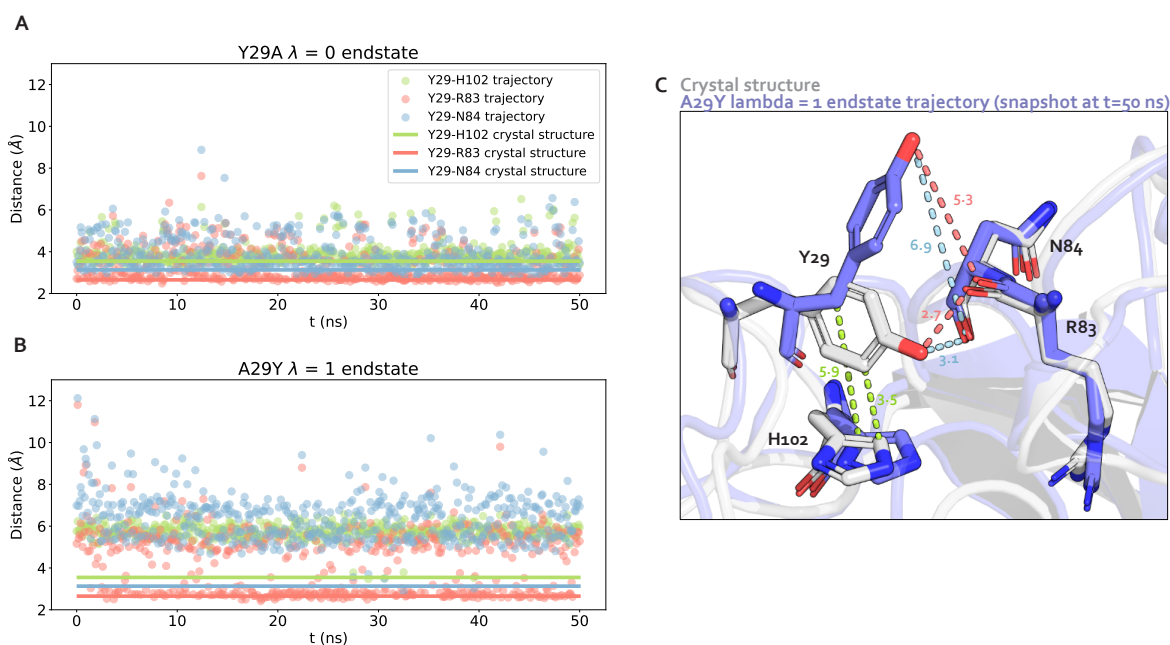 A
Y29A λ = 0 endstate
Distance (Å)
12
10
8
6
4
2
Y29-H102 trajectory
Y29-R83 trajectory
Y29-N84 trajectory
Y29-H102 crystal structure
Y29-R83 crystal structure
Y29-N84 crystal structure
0 10 20 30 40 50
t (ns)
B
A29Y λ = 1 endstate
Distance (Å)
12
10
8
6
4
2
0 10 20 30 40 50
t (ns)
C
Crystal structure
A29Y lambda = 1 endstate trajectory (snapshot at t=50 ns)
5.3
6.9
N84
Y29
2.7
R83
3.1
5.9
3.5
H102